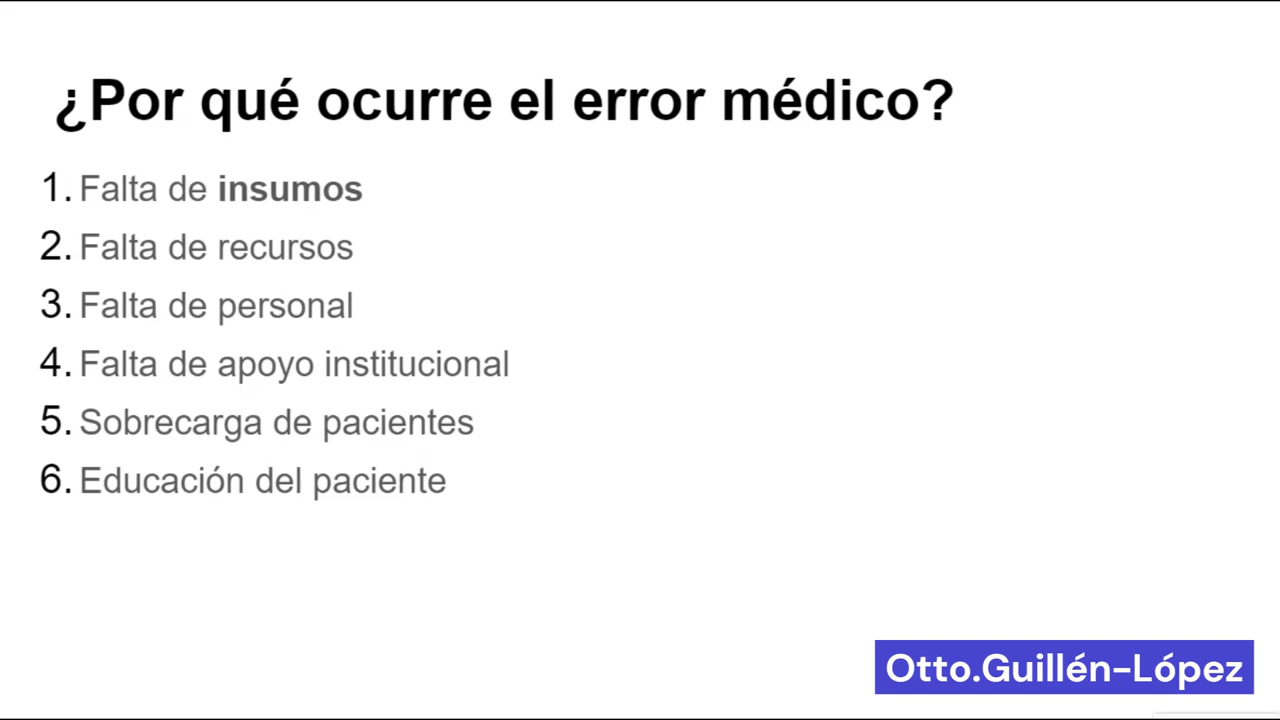 ¿Por qué ocurre el error médico?
1. Falta de insumos
2. Falta de recursos
3. Falta de personal
4. Falta de apoyo institucional
5. Sobrecarga de pacientes
6. Educación del paciente
Otto.Guillén-López